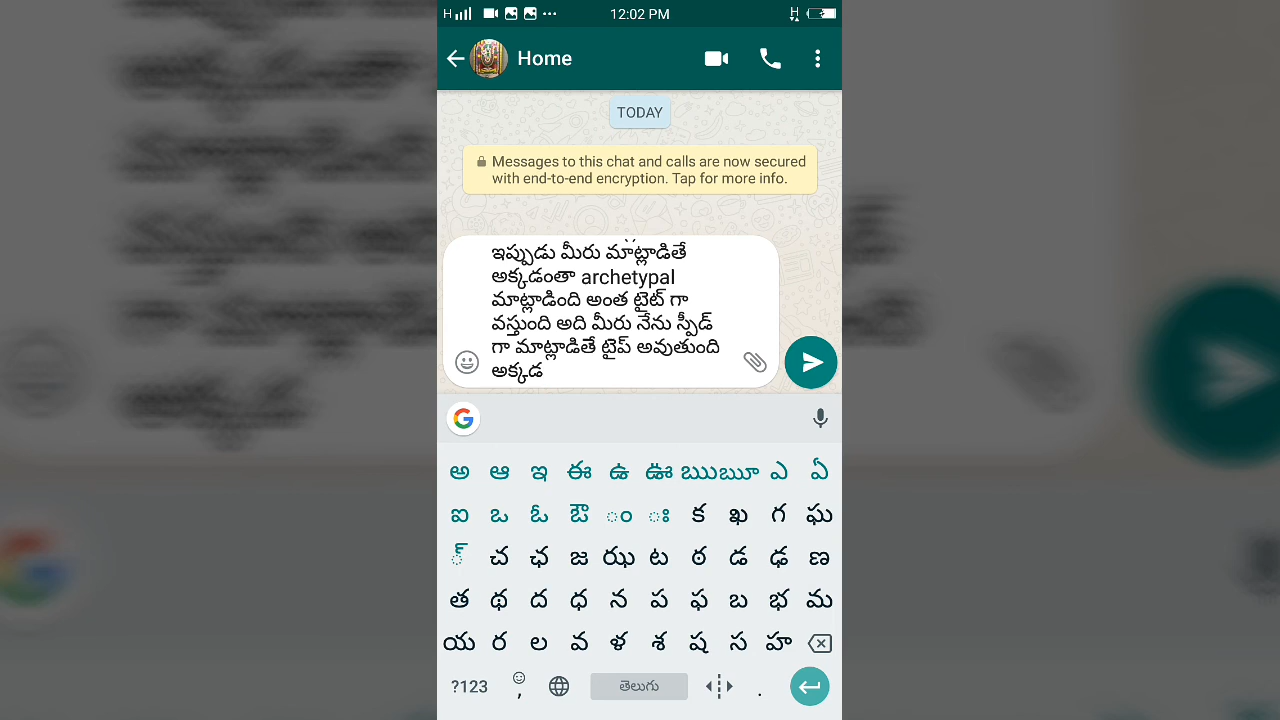 H 12:02 PM H
Home
TODAY
Messages to this chat and calls are now secured
with end-to-end encryption. Tap for more info.
ఇప్పుడు మీరు మాట్లాడితే
అక్కడంతా archetypal
మాట్లాడింది అంత టైట్ గా
వస్తుంది అది మీరు నేను స్పీడ్
గా మాట్లాడితే టైప్ అవుతుంది
అక్కడ
G
అ ఆ ఇ ఈ ఉ ఊ ఋ ౠ ఎ ఏ
ఐ ఒ ఓ ఔ ం ః క ఖ గ ఘ
్ చ ఛ జ ఝ ట ఠ డ ఢ ణ
త థ ద ధ న ప ఫ బ భ మ
య ర ల వ ళ శ ష స హ
?123 , తెలుగు .